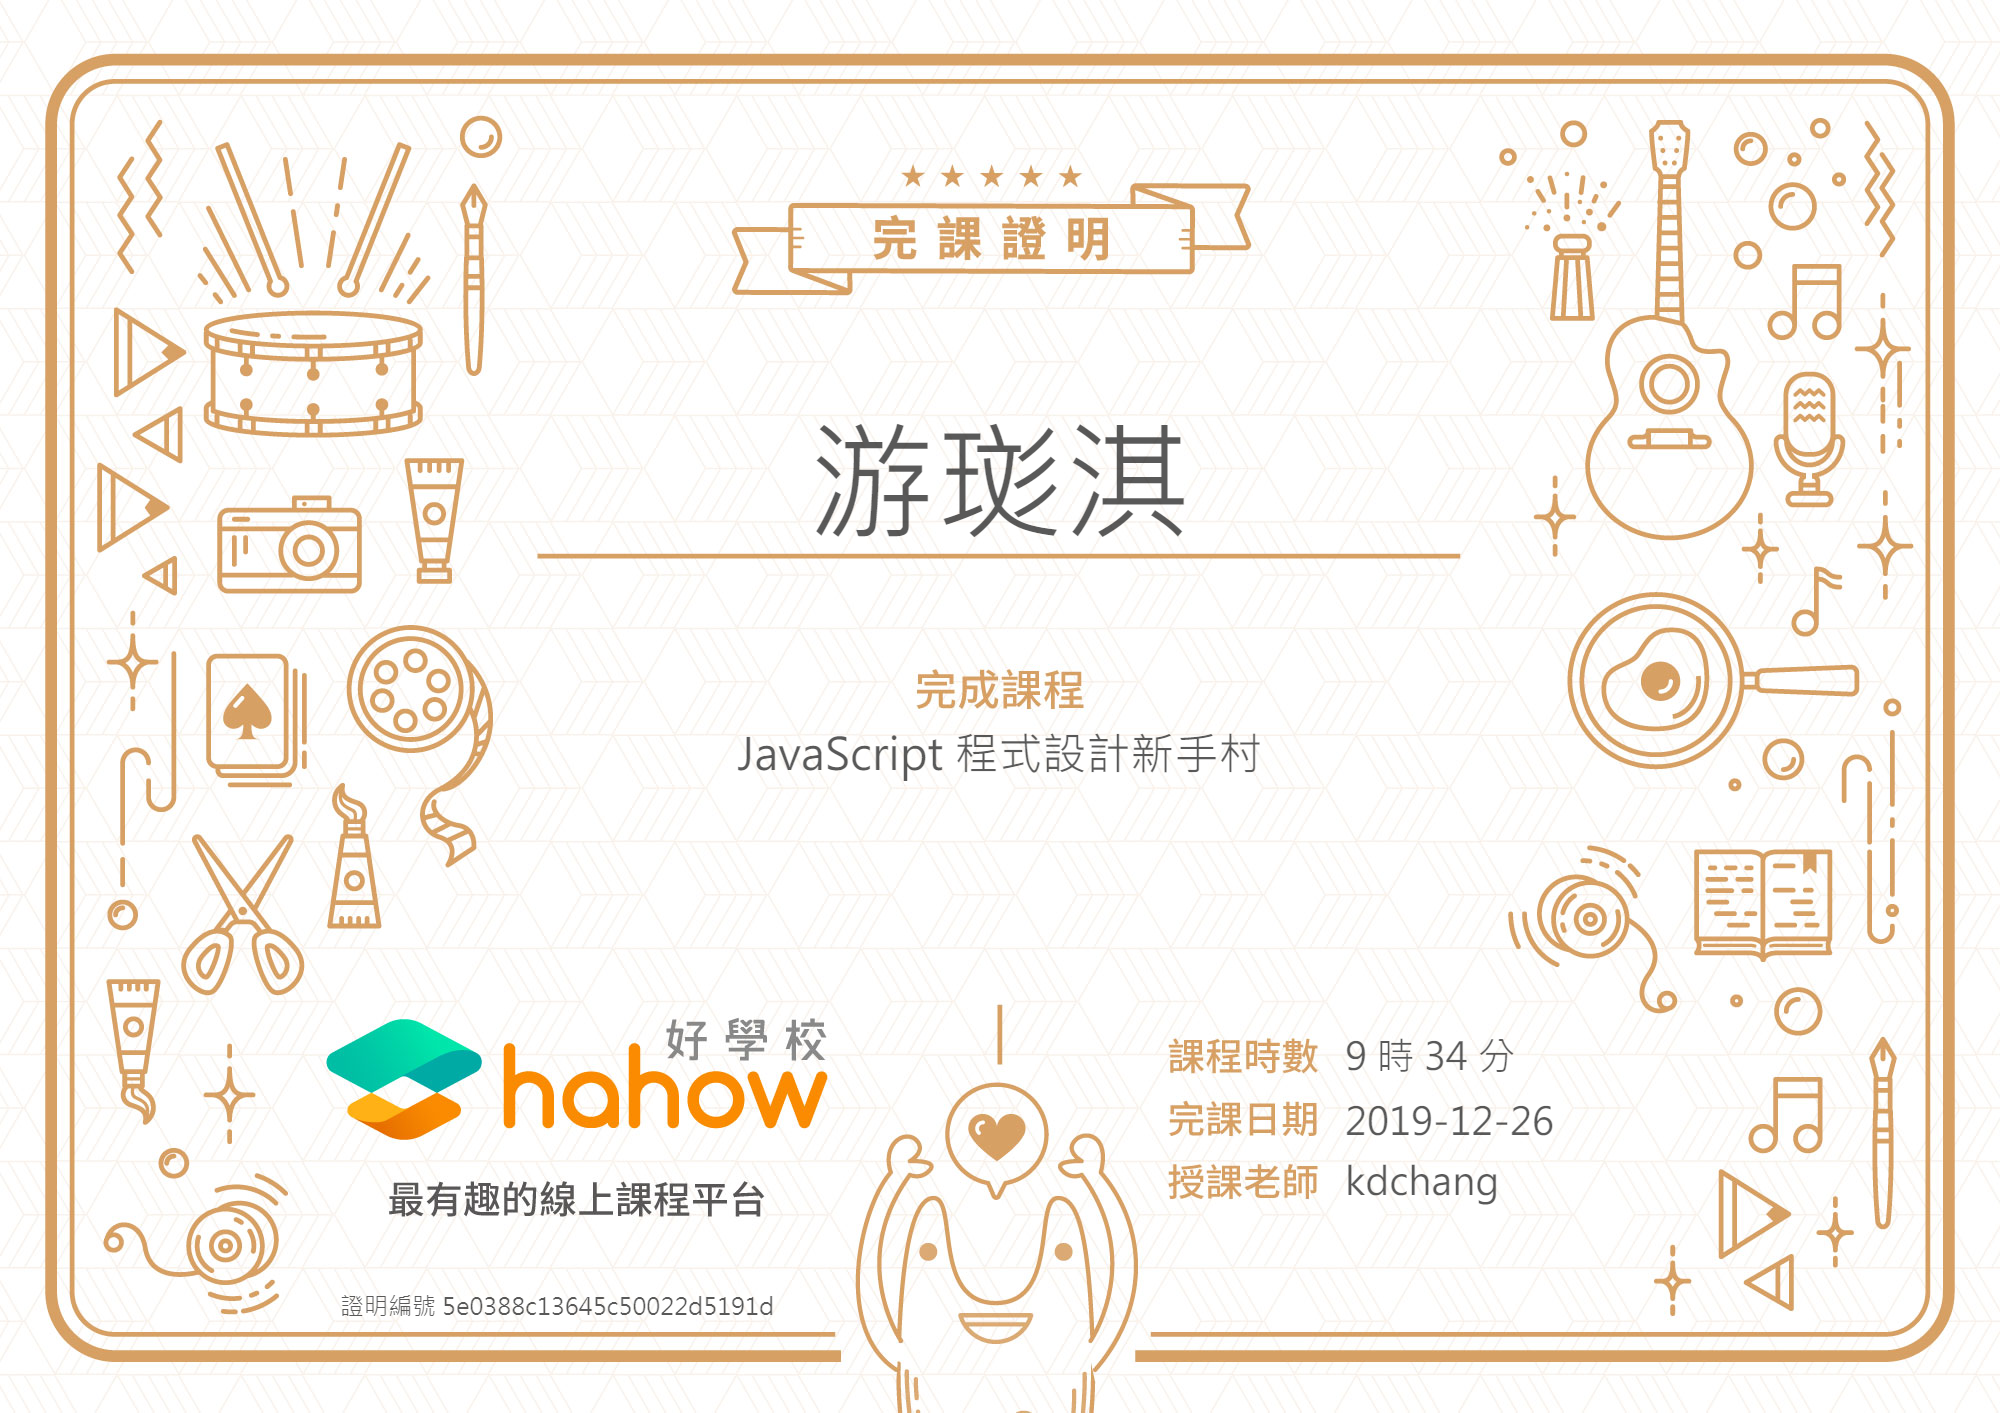 完課證明
游琰淇
完成課程
JavaScript 程式設計新手村
好學校
hahow
最有趣的線上課程平台
證明編號 5e0388c13645c50022d5191d
課程時數 9 時 34 分
完課日期 2019-12-26
授課老師 kdchang